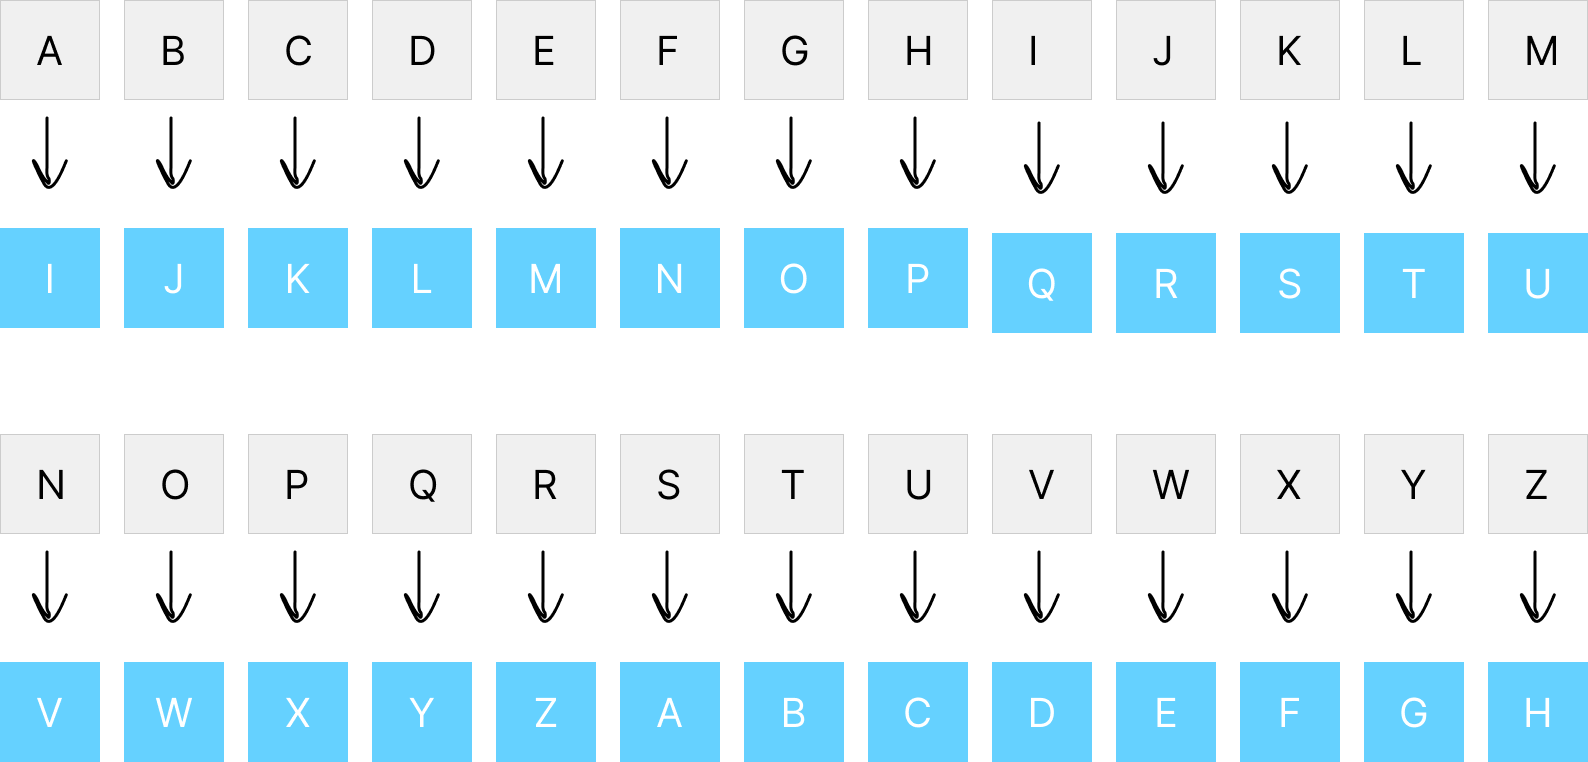 A B C D E F G H I J K L M
I J K L M N O P Q R S T U
N O P Q R S T U V W X Y Z
V W X Y Z A B C D E F G H